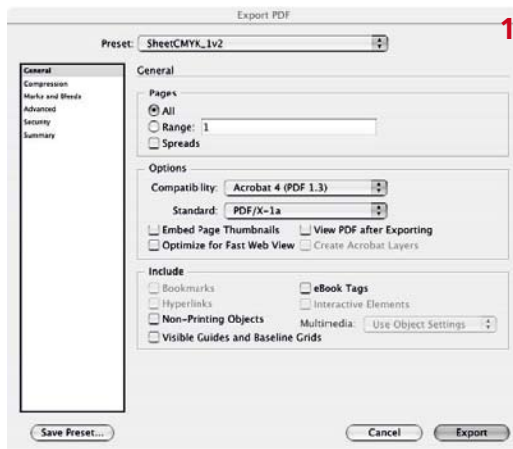 Export PDF
1
Preset: SheetCMYK_1v2
General
Compression
Marks and Bleeds
Advanced
Security
Summary
General
Pages
All
Range: 1
Spreads
Options
Compatibility: Acrobat 4 (PDF 1.3)
Standard: PDF/X-1a
Embed Page Thumbnails View PDF after Exporting
Optimize for Fast Web View Create Acrobat Layers
Include
Bookmarks eBook Tags
Hyperlinks Interactive Elements
Non-Printing Objects Multimedia: Use Object Settings
Visible Guides and Baseline Grids
Save Preset... Cancel Export